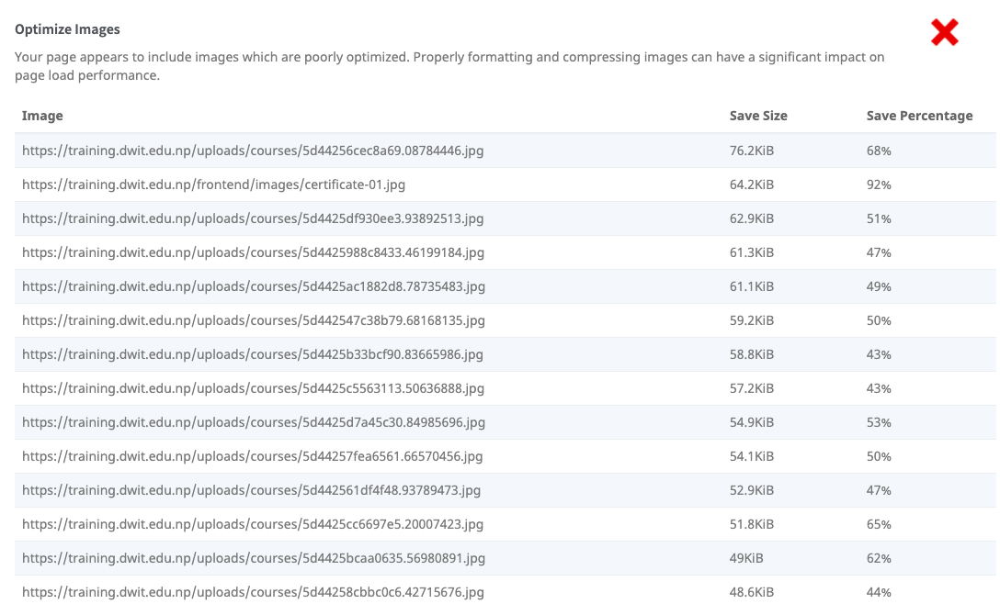 Optimize Images
Your page appears to include images which are poorly optimized. Properly formatting and compressing images can have a significant impact on
page load performance.
Image Save Size Save Percentage
https://training.dwit.edu.np/uploads/courses/5d44256cec8a69.08784446.jpg 76.2KiB 68%
https://training.dwit.edu.np/frontend/images/certificate-01.jpg 64.2KiB 92%
https://training.dwit.edu.np/uploads/courses/5d4425df930ee3.93892513.jpg 62.9KiB 51%
https://training.dwit.edu.np/uploads/courses/5d4425988c8433.46199184.jpg 61.3KiB 47%
https://training.dwit.edu.np/uploads/courses/5d4425ac1882d8.78735483.jpg 61.1KiB 49%
https://training.dwit.edu.np/uploads/courses/5d442547c38b79.68168135.jpg 59.2KiB 50%
https://training.dwit.edu.np/uploads/courses/5d4425b33bcf90.83665986.jpg 58.8KiB 43%
https://training.dwit.edu.np/uploads/courses/5d4425c5563113.50636888.jpg 57.2KiB 43%
https://training.dwit.edu.np/uploads/courses/5d4425d7a45c30.84985696.jpg 54.9KiB 53%
https://training.dwit.edu.np/uploads/courses/5d44257fea6561.66570456.jpg 54.1KiB 50%
https://training.dwit.edu.np/uploads/courses/5d442561df4f48.93789473.jpg 52.9KiB 47%
https://training.dwit.edu.np/uploads/courses/5d4425cc6697e5.20007423.jpg 51.8KiB 65%
https://training.dwit.edu.np/uploads/courses/5d4425bcaa0635.56980891.jpg 49KiB 62%
https://training.dwit.edu.np/uploads/courses/5d44258cbbc0c6.42715676.jpg 48.6KiB 44%